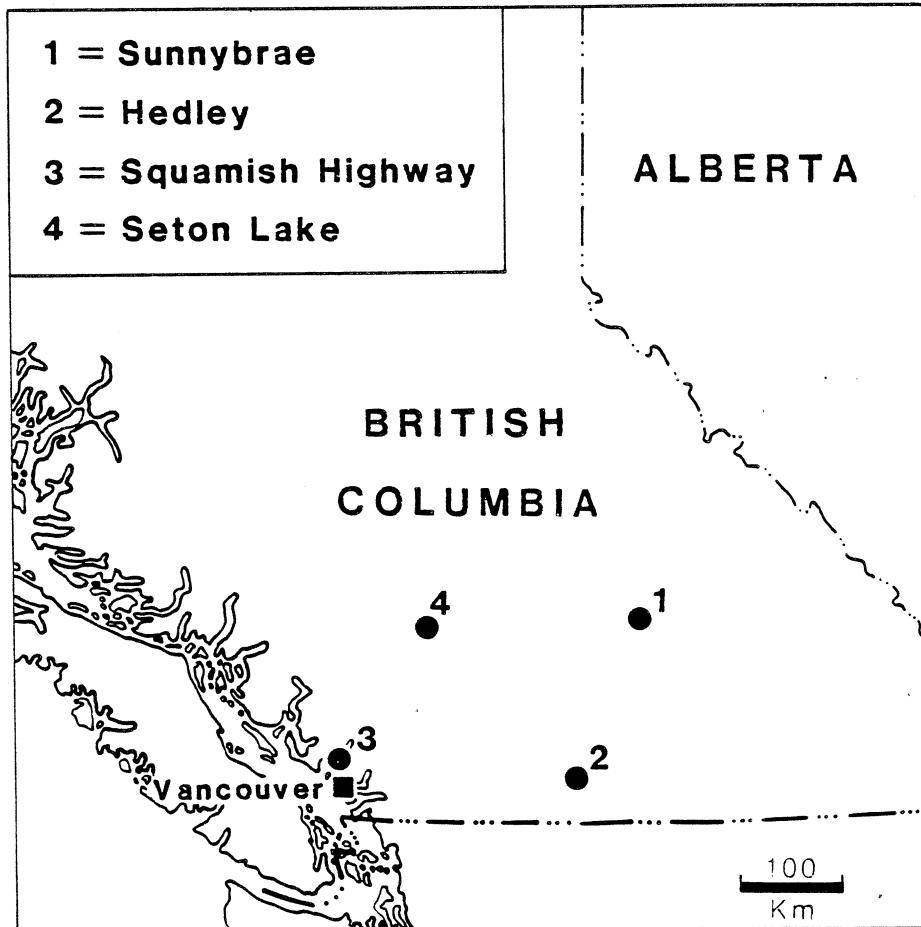 1 = Sunnybrae
2 = Hedley
3 = Squamish Highway
4 = Seton Lake
ALBERTA
BRITISH
COLUMBIA
4
1
3
2
Vancouver
100
Km